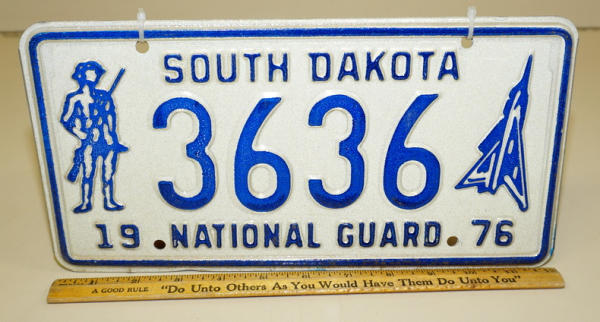 SOUTH DAKOTA
3636
19 NATIONAL GUARD 76
A GOOD RULE "Do Unto Others As You Would Have Them Do Unto You"